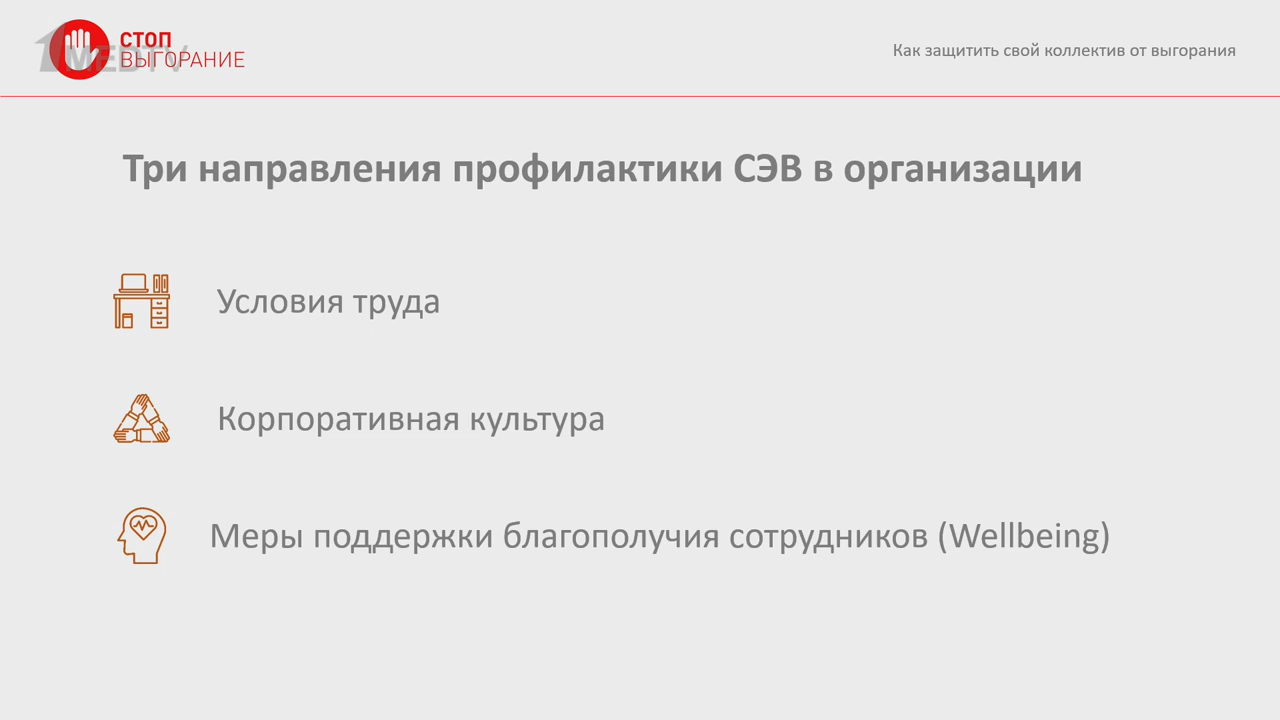 СТОП
ВЫГОРАНИЕ
1MEDTV
Как защитить свой коллектив от выгорания
Три направления профилактики СЭВ в организации
Условия труда
Корпоративная культура
Меры поддержки благополучия сотрудников (Wellbeing)